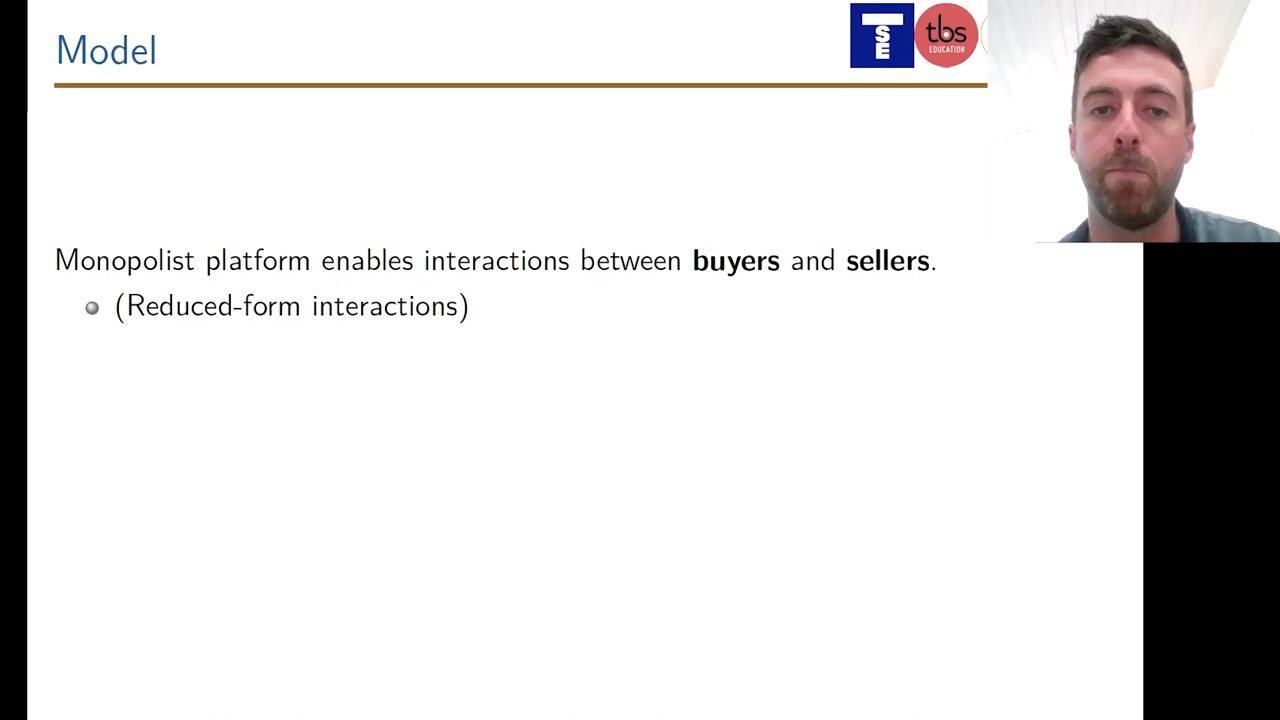 Model
TSE
tbs
EDUCATION
Monopolist platform enables interactions between buyers and sellers.
(Reduced-form interactions)